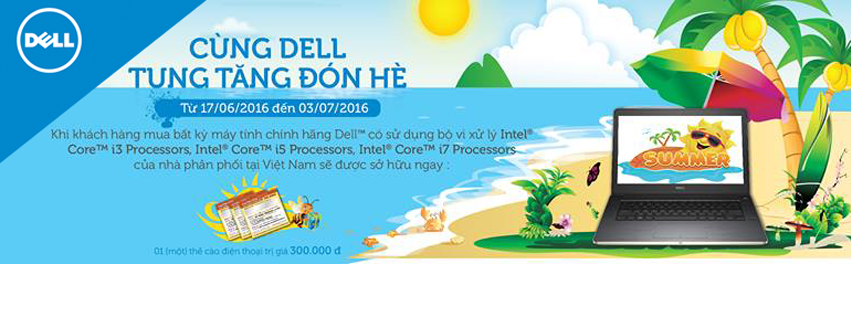 DELL
CÙNG DELL
TUNG TĂNG ĐÓN HÈ
Từ 17/06/2016 đến 03/07/2016
Khi khách hàng mua bất kỳ máy tính chính hãng Dell™ có sử dụng bộ vi xử lý Intel®
Core™ i3 Processors, Intel® Core™ i5 Processors, Intel® Core™ i7 Processors
của nhà phân phối tại Việt Nam sẽ được sở hữu ngay :
01 (một) thẻ cào điện thoại trị giá 300.000 đ
SUMMER